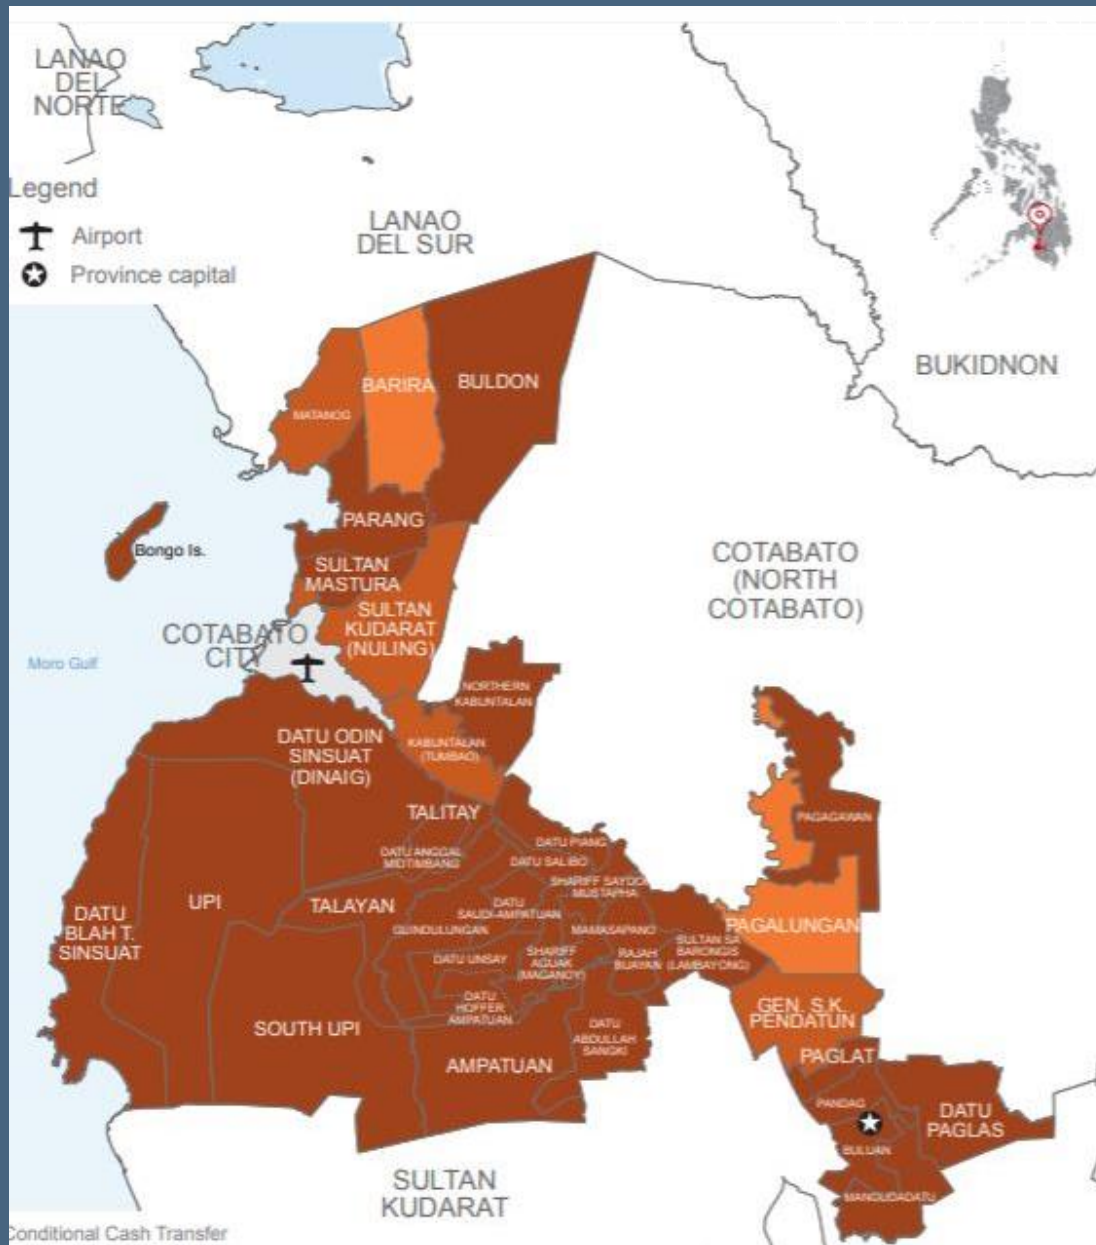 LANAO
DEL
NORTE
Legend
Airport
Province capital
LANAO
DEL SUR
BUKIDNON
BARIRA
BULDON
MATANOG
PARANG
Bongo Is.
SULTAN
MASTURA
COTABATO
(NORTH
COTABATO)
SULTAN
KUDARAT
(NULING)
COTABATO
CITY
Moro Gulf
NORTHERN
KABUNTALAN
DATU ODIN
SINSUAT
(DINAIG)
KABUNTALAN
(TUMBAO)
TALITAY
PAGAGAWAN
DATU PIANG
DATU ANGGAL
MIDTIMBANG
DATU SALIBO
SHARIFF SAYDONA
MUSTAPHA
UPI
TALAYAN
DATU
SAUDI-AMPATUAN
DATU
BLAH T.
SINSUAT
GUINDULUNGAN
MAMASAPANO
PAGALUNGAN
DATU UNSAY
SHARIFF
AGUAK
(MAGANOY)
RAJAH
BUAYAN
SULTAN SA
BARONGIS
(LAMBAYONG)
DATU
HOFFER
AMPATUAN
GEN. S.K.
PENDATUN
SOUTH UPI
DATU
ABDULLAH
SANGKI
AMPATUAN
PAGLAT
PANDAG
DATU
PAGLAS
BULUAN
SULTAN
KUDARAT
MANGUDADATU
Conditional Cash Transfer